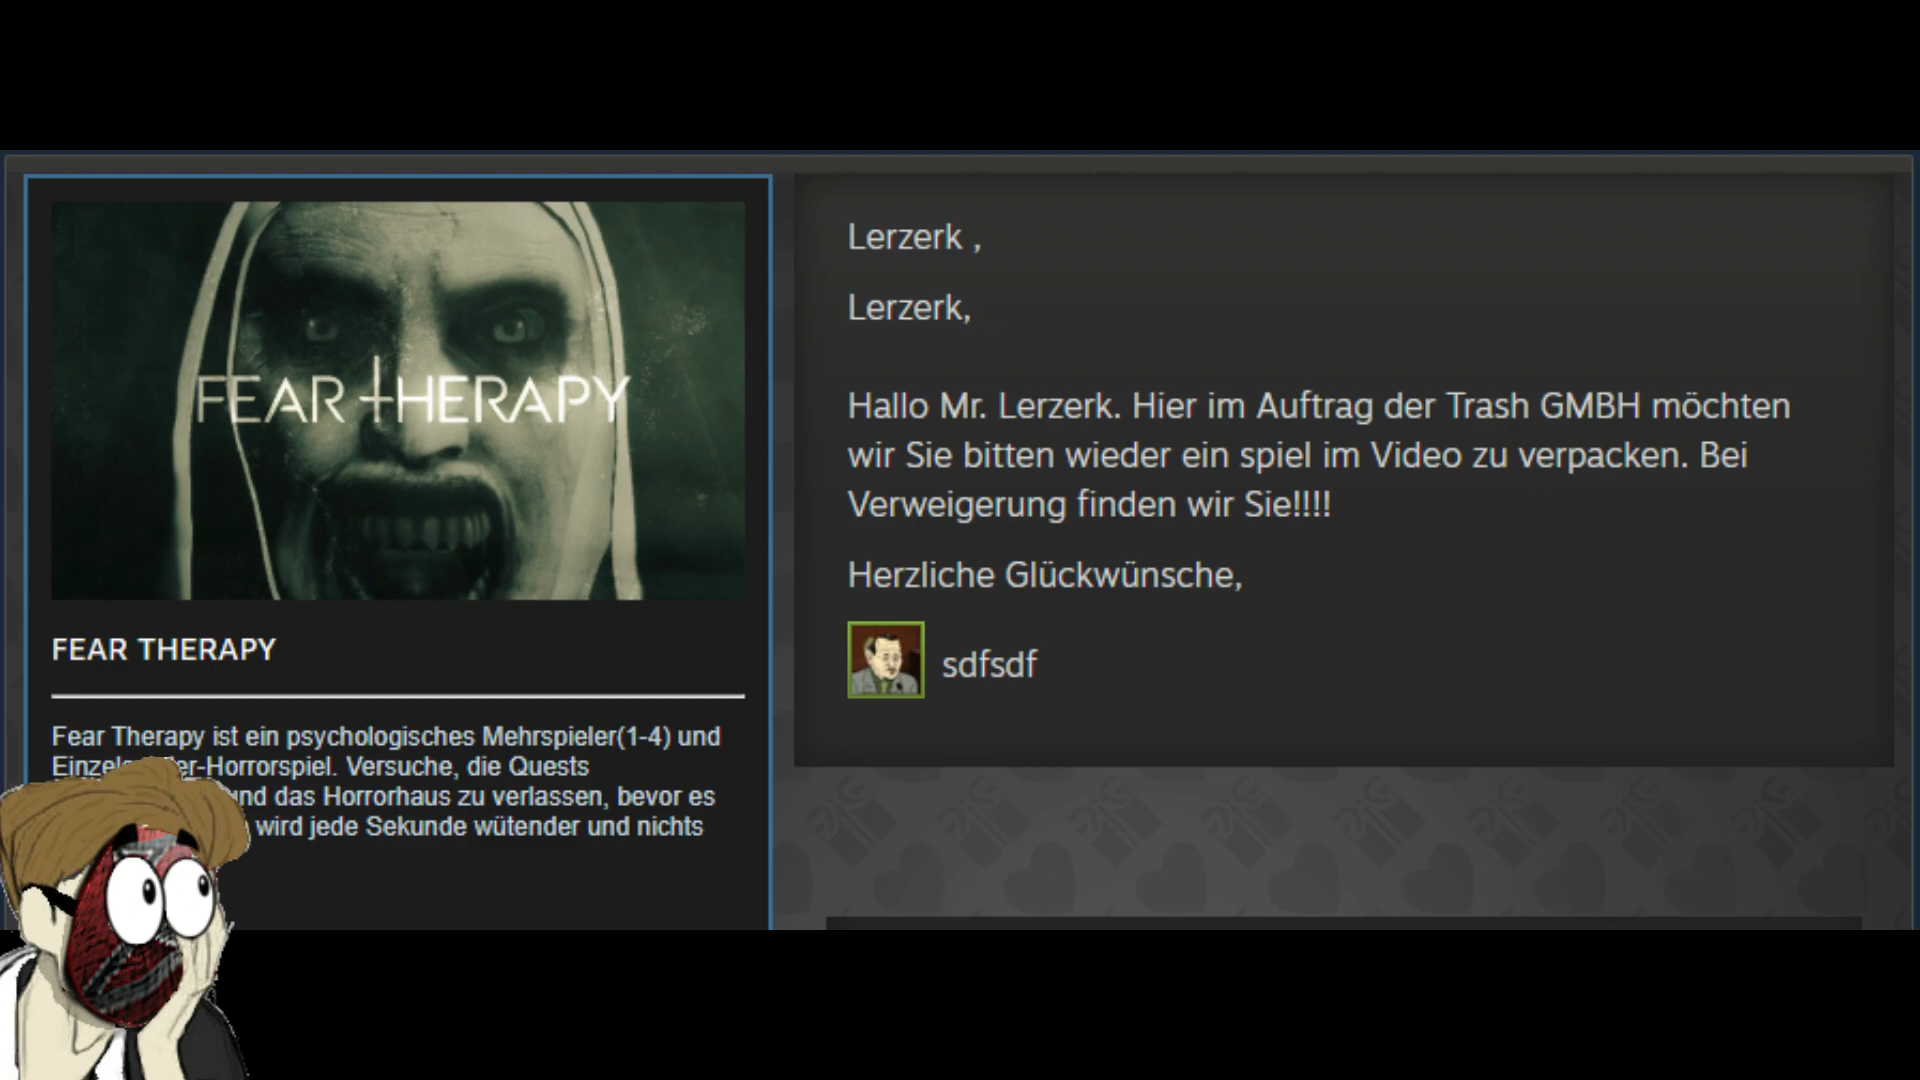 FEAR THERAPY
FEAR THERAPY
Fear Therapy ist ein psychologisches Mehrspieler(1-4) und
er-Horrorspiel. Versuche, die Quests
und das Horrorhaus zu verlassen, bevor es
wird jede Sekunde wütender und nichts
Lerzerk ,
Lerzerk,
Hallo Mr. Lerzerk. Hier im Auftrag der Trash GMBH möchten
wir Sie bitten wieder ein spiel im Video zu verpacken. Bei
Verweigerung finden wir Sie!!!!
Herzliche Glückwünsche,
sdfsdf